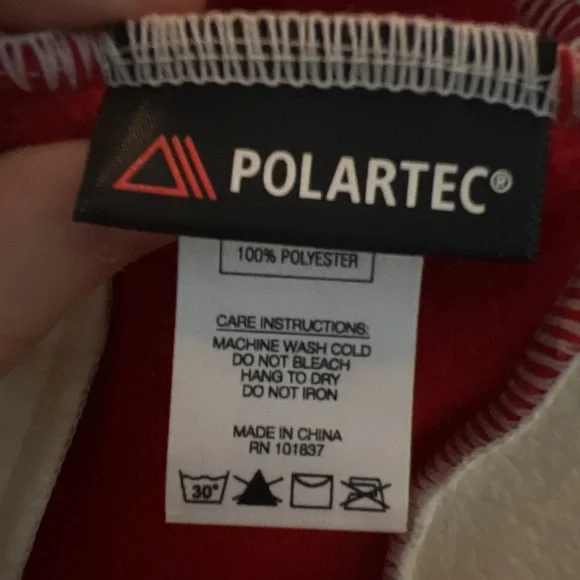 POLARTEC®
100% POLYESTER
CARE INSTRUCTIONS:
MACHINE WASH COLD
DO NOT BLEACH
HANG TO DRY
DO NOT IRON
MADE IN CHINA
RN 101837
30°